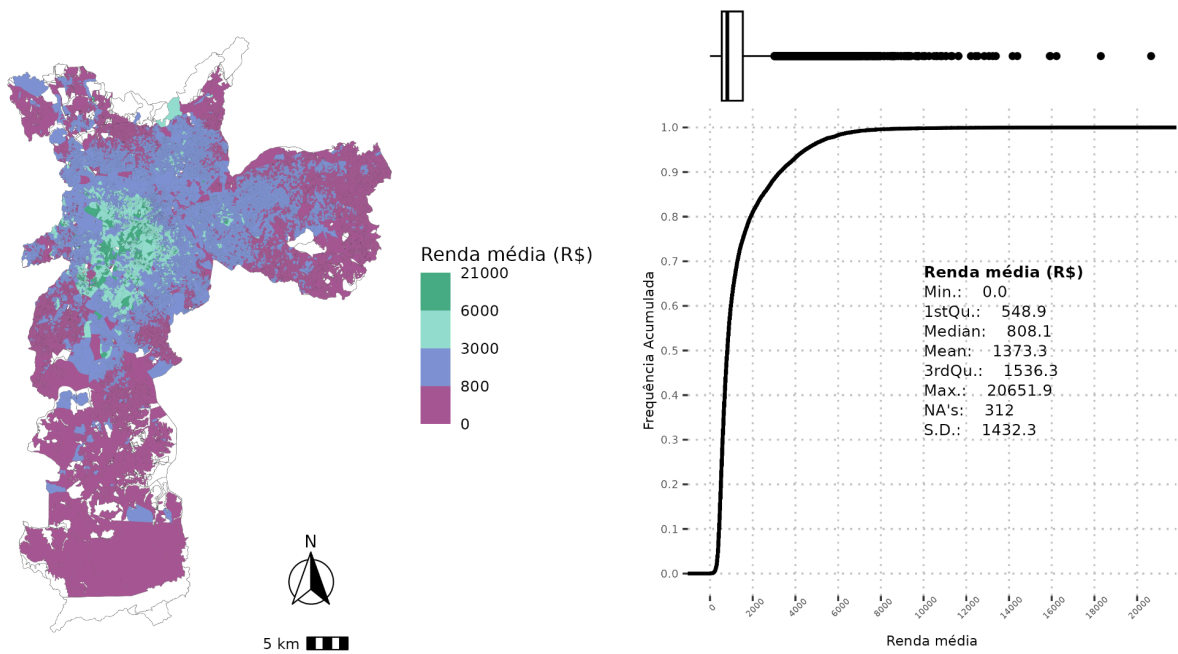 Renda média (R$)
21000
6000
3000
800
0
N
5 km
Frequência Acumulada
1.0
0.9
0.8
0.7
0.6
0.5
0.4
0.3
0.2
0.1
0.0
Renda média (R$)
Min.: 0.0
1stQu.: 548.9
Median: 808.1
Mean: 1373.3
3rdQu.: 1536.3
Max.: 20651.9
NA's: 312
S.D.: 1432.3
0 2000 4000 6000 8000 10000 12000 14000 16000 18000 20000
Renda média